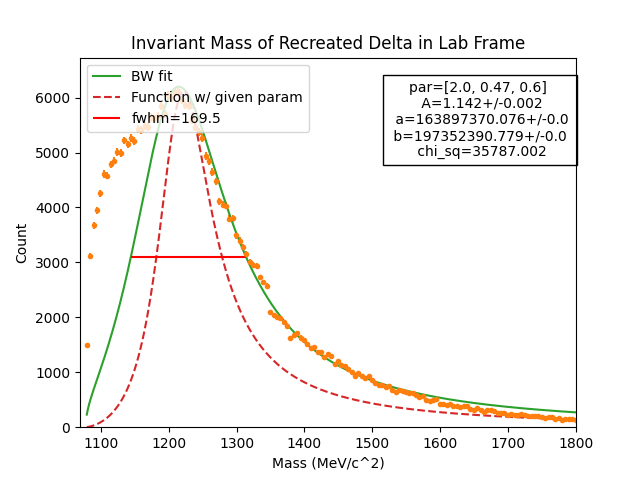 Invariant Mass of Recreated Delta in Lab Frame
BW fit
Function w/ given param
fwhm=169.5
par=[2.0, 0.47, 0.6]
A=1.142+/-0.002
a=163897370.076+/-0.0
b=197352390.779+/-0.0
chi_sq=35787.002
Count
6000
5000
4000
3000
2000
1000
0
1100
1200
1300
1400
1500
1600
1700
1800
Mass (MeV/c^2)